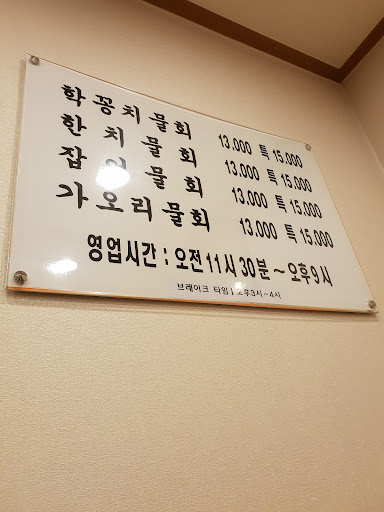 학꽁치물회 13,000 특 15,000
한치물회 13,000 특 15,000
잡어물회 13,000 특 15,000
가오리물회 13,000 특 15,000
영업시간 : 오전 11시 30분 ~ 오후 9시
브레이크 타임 | 오후3시~4시